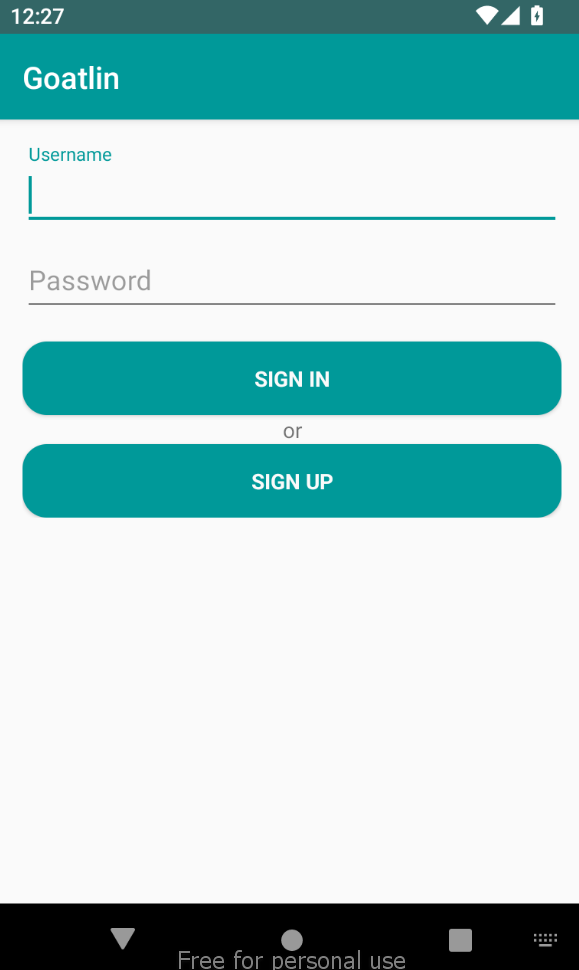 12:27
Goatlin
Username
Password
SIGN IN
or
SIGN UP
Free for personal use